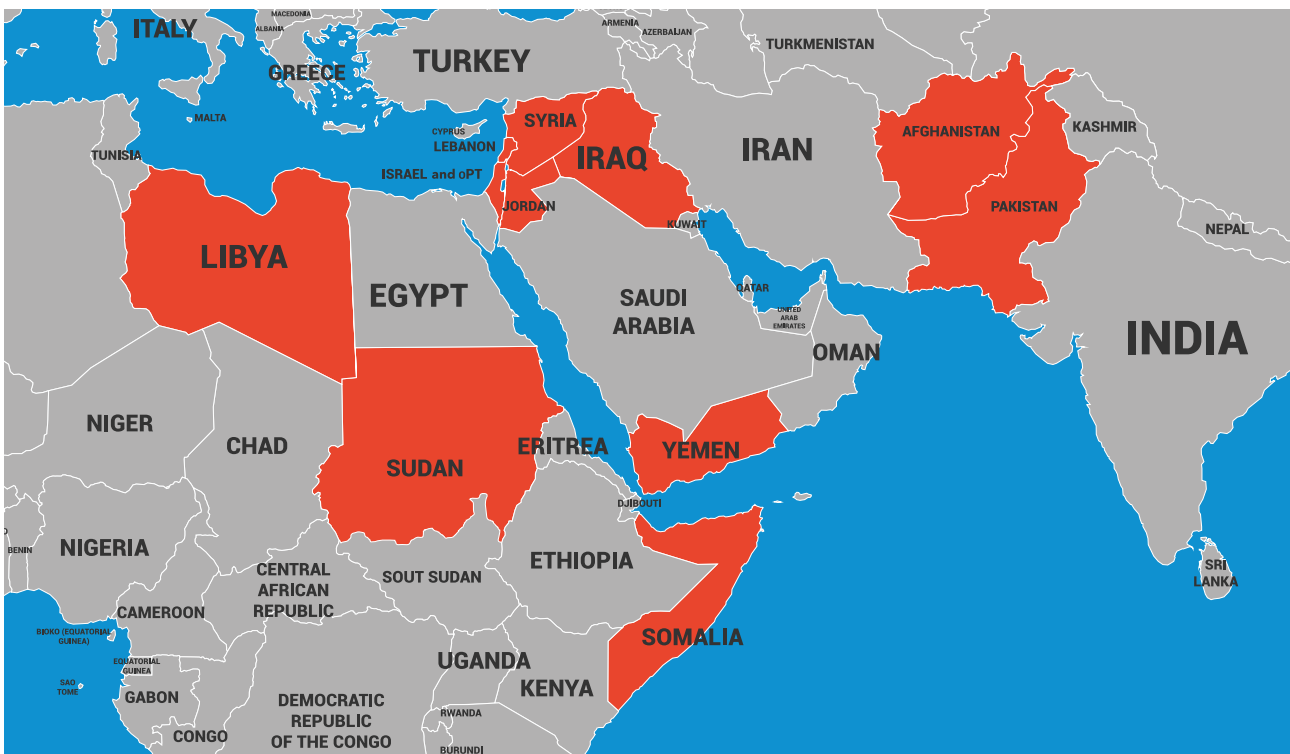 MACEDONIA
ITALY
ALBANIA
GREECE
TURKEY
ARMENIA
AZERBAIJAN
TURKMENISTAN
MALTA
CYPRUS
LEBANON
SYRIA
IRAQ
IRAN
AFGHANISTAN
KASHMIR
TUNISIA
ISRAEL and oPT
JORDAN
KUWAIT
PAKISTAN
NEPAL
LIBYA
EGYPT
SAUDI
ARABIA
QATAR
UNITED
ARAB
EMIRATES
OMAN
INDIA
NIGER
CHAD
SUDAN
ERITREA
YEMEN
DJIBOUTI
O
BENIN
NIGERIA
CENTRAL
AFRICAN
REPUBLIC
SOUT SUDAN
ETHIOPIA
SRI
LANKA
CAMEROON
BIOKO (EQUATORIAL
GUINEA)
EQUATORIAL
GUINEA
SAO
TOME
GABON
CONGO
DEMOCRATIC
REPUBLIC
OF THE CONGO
UGANDA
KENYA
SOMALIA
RWANDA
BURUNDI